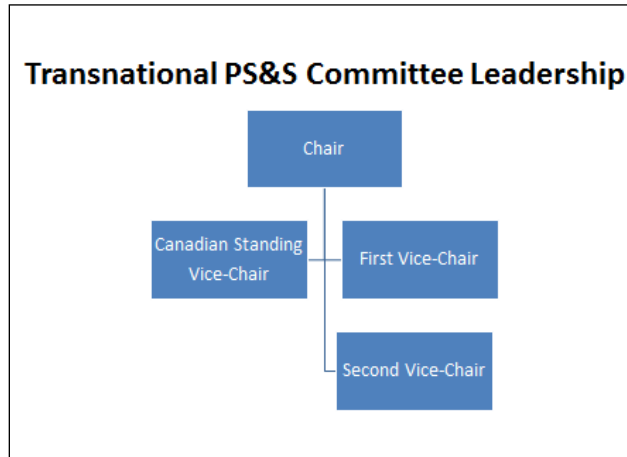 Transnational PS&S Committee Leadership
Chair
Canadian Standing
Vice-Chair
First Vice-Chair
Second Vice-Chair